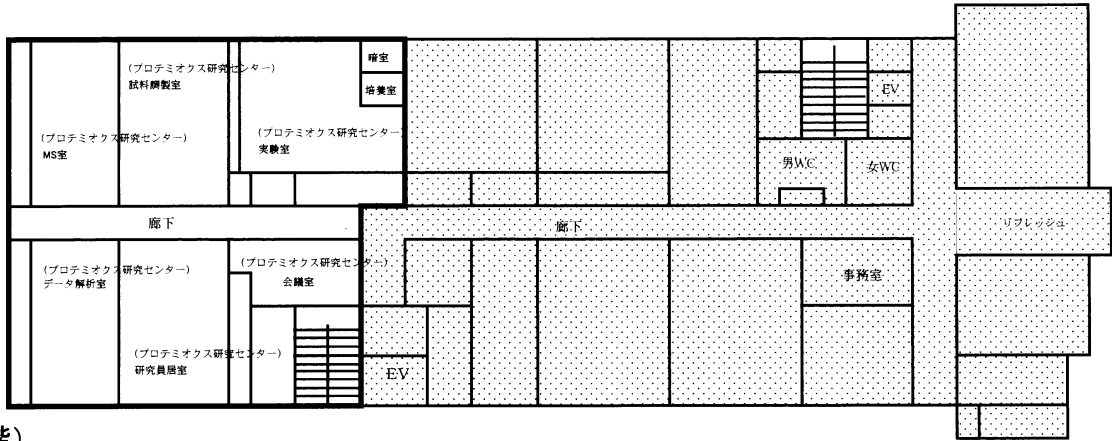 (プロテミオクス研究センター)
試料調製室
暗室
培養室
(プロテミオクス研究センター)
MS室
(プロテミオクス研究センター)
実験室
EV
男WC
女WC
廊下
廊下
リフレッシュ
(プロテミオクス研究センター)
データ解析室
(プロテミオクス研究センター)
会議室
事務室
(プロテミオクス研究センター)
研究員居室
EV
階)